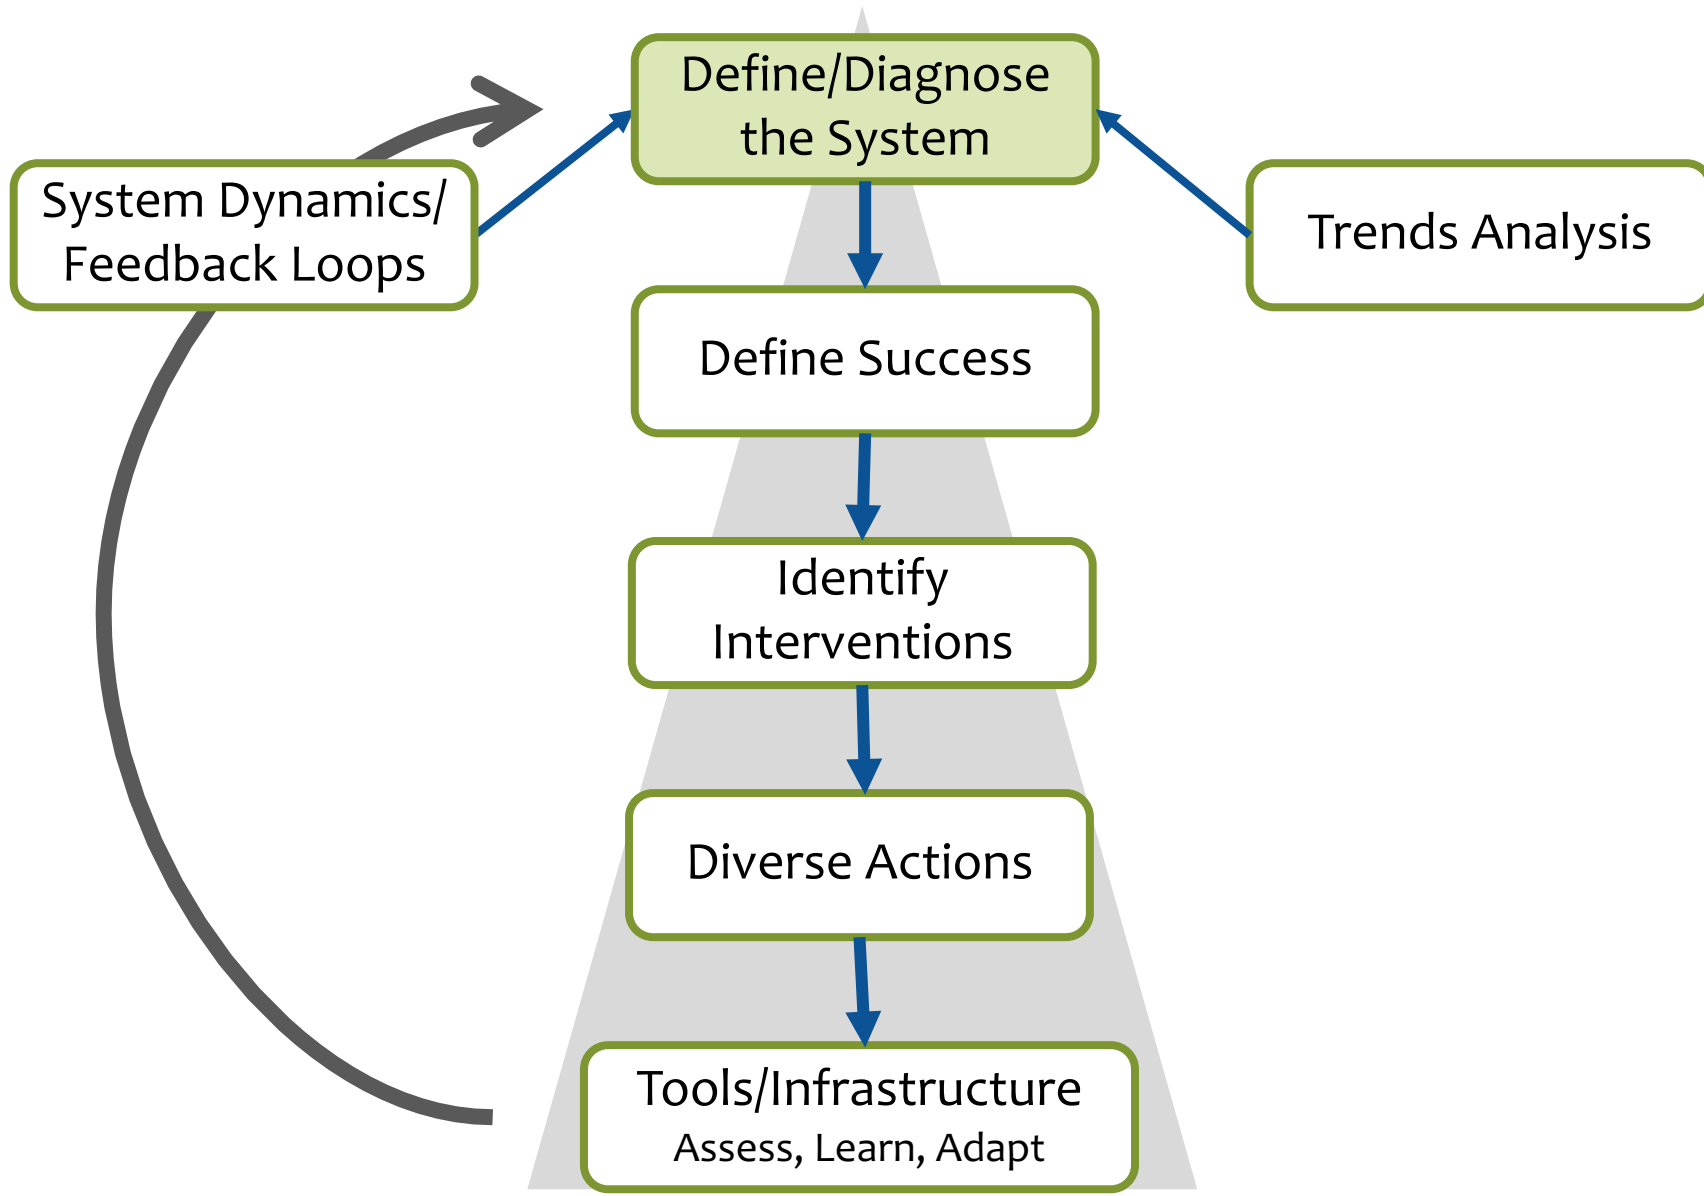 Define/Diagnose
the System
System Dynamics/
Feedback Loops
Trends Analysis
Define Success
Identify
Interventions
Diverse Actions
Tools/Infrastructure
Assess, Learn, Adapt